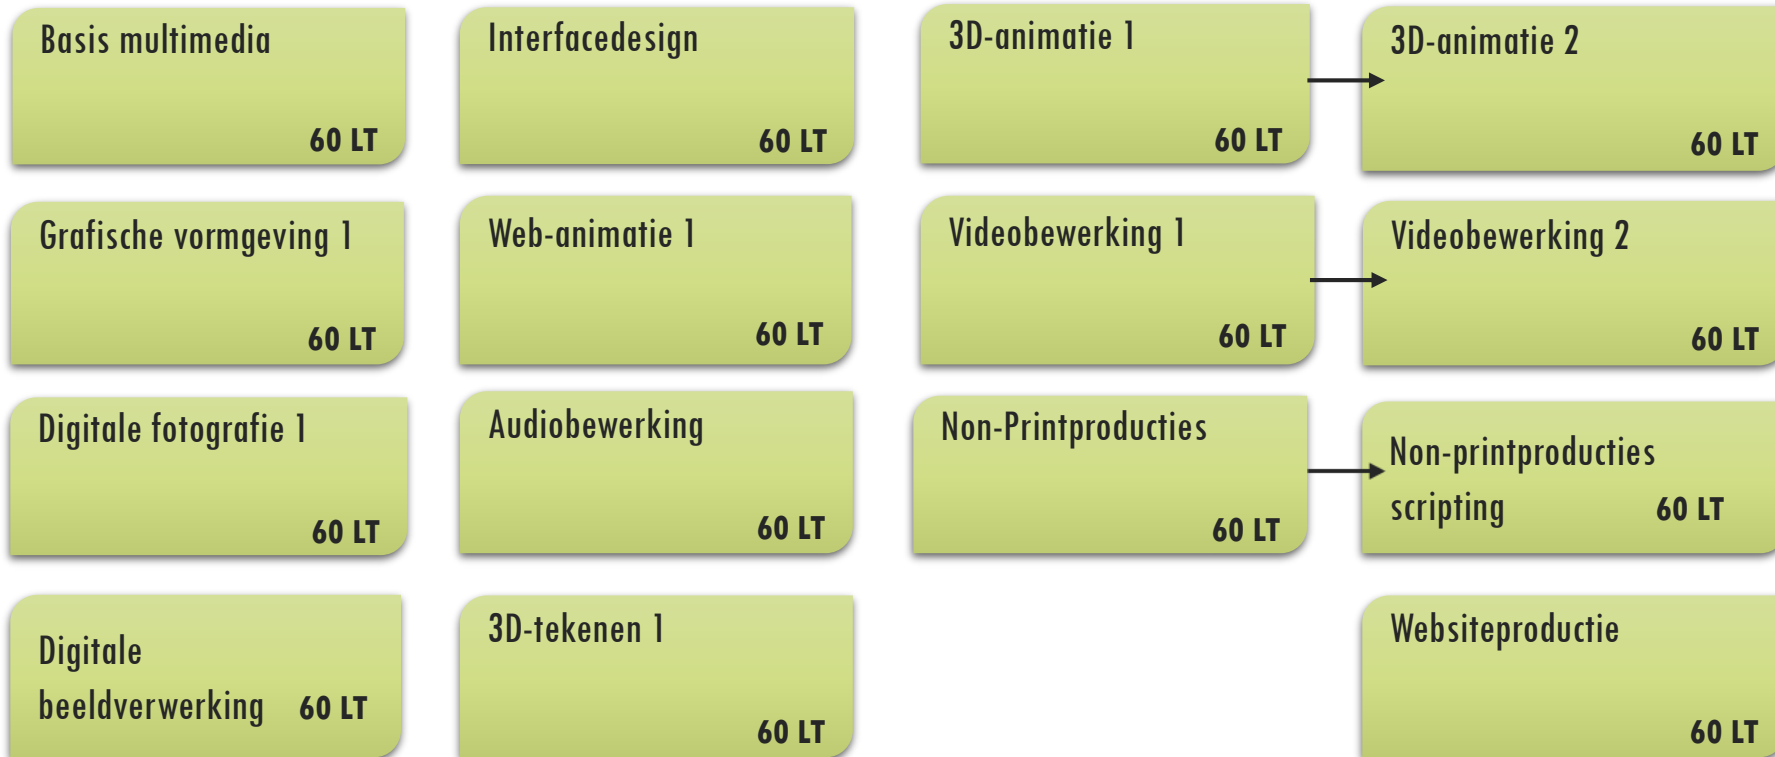 Basis multimedia
60 LT
Interfacedesign
60 LT
3D-animatie 1
60 LT
3D-animatie 2
60 LT
Grafische vormgeving 1
60 LT
Web-animatie 1
60 LT
Videobewerking 1
60 LT
Videobewerking 2
60 LT
Digitale fotografie 1
60 LT
Audiobewerking
60 LT
Non-Printproducties
60 LT
Non-printproducties
scripting 60 LT
Digitale
beeldverwerking 60 LT
3D-tekenen 1
60 LT
Websiteproductie
60 LT